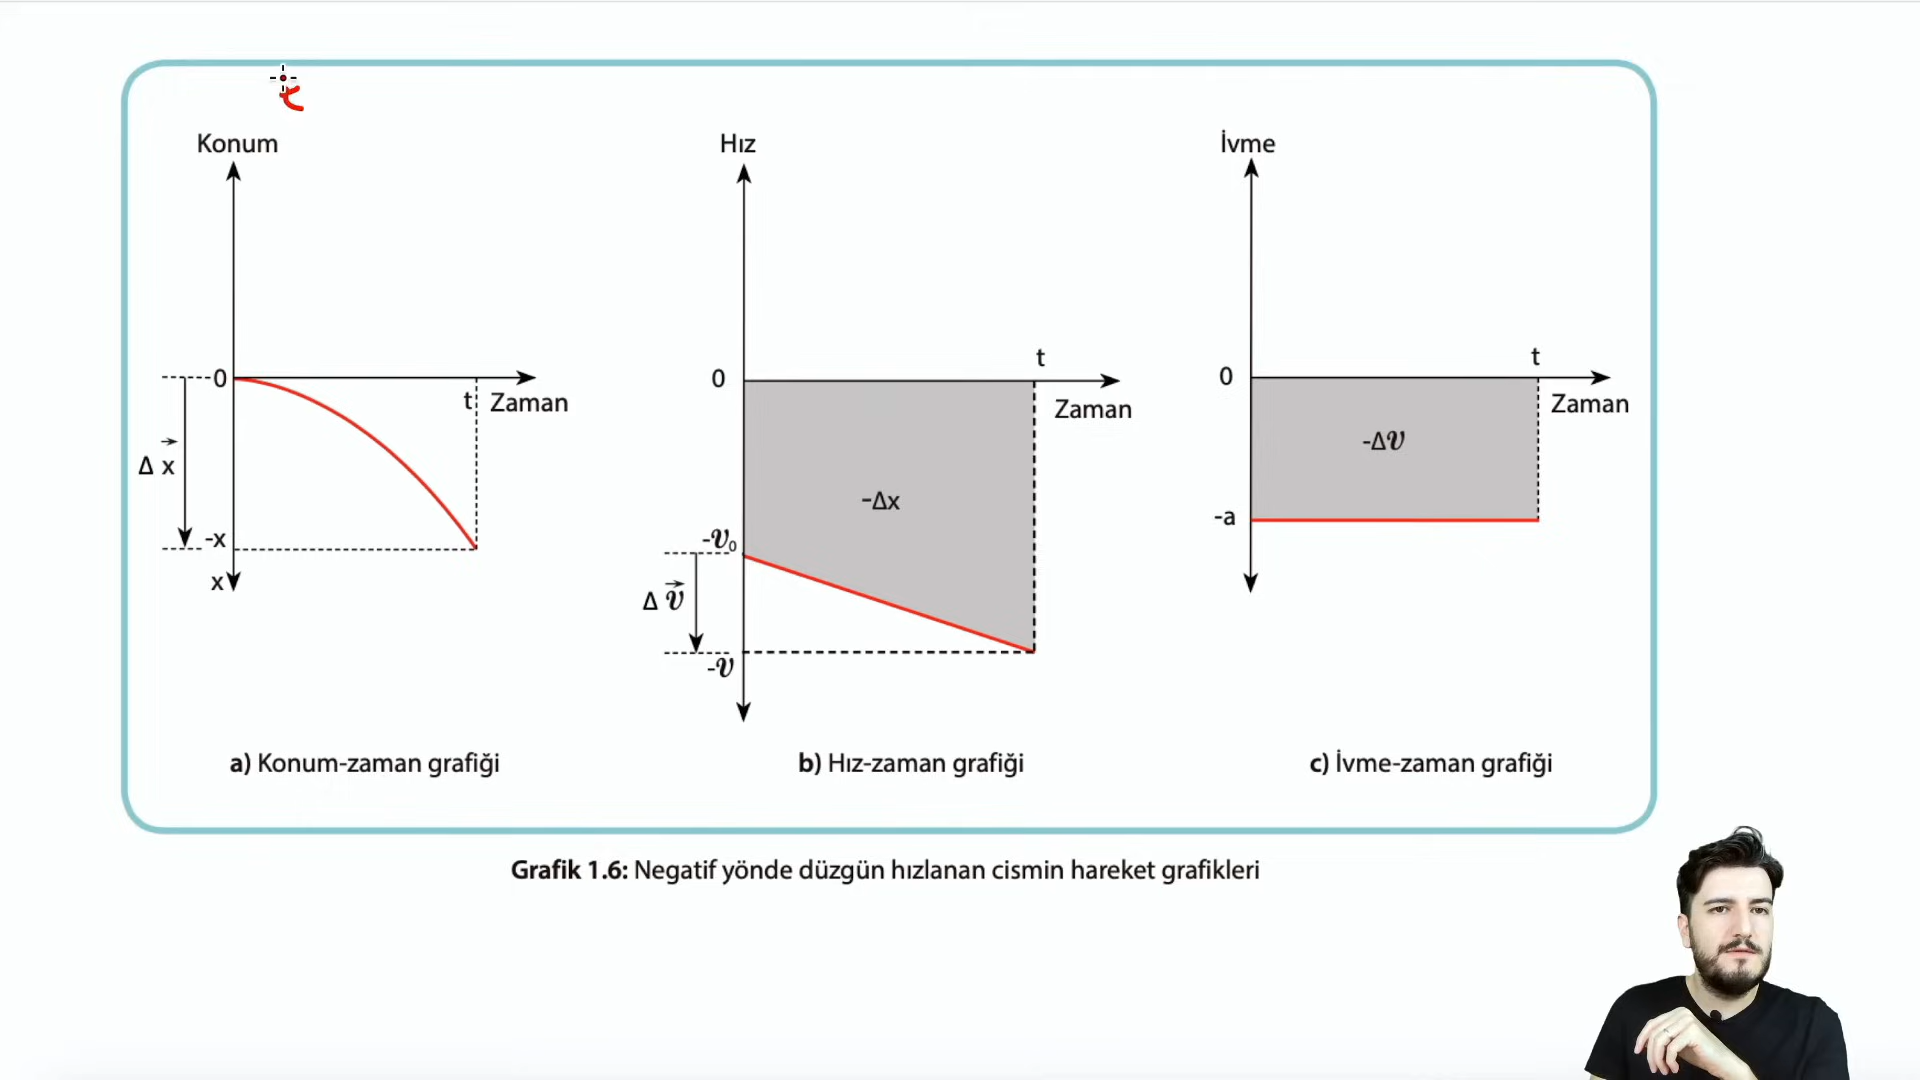 t
Konum
Hız
İvme
0
t
Zaman
Δ x
-x
x
0
t
Zaman
-Δx
-v₀
Δ v
-v
0
t
Zaman
-Δv
-a
a) Konum-zaman grafiği
b) Hız-zaman grafiği
c) İvme-zaman grafiği
Grafik 1.6: Negatif yönde düzgün hızlanan cismin hareket grafikleri